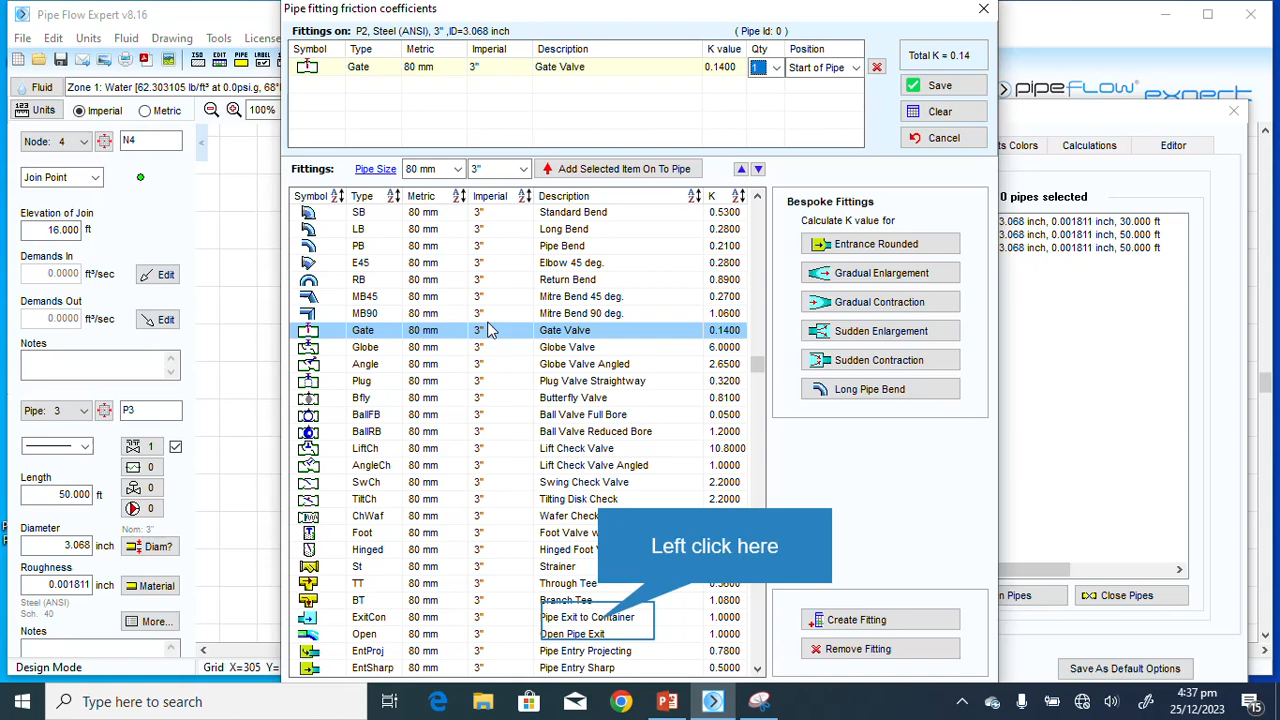 Pipe Flow Expert v8.16
File Edit Units Fluid Drawing Tools License
Fluid Zone 1: Water [62.303105 lb/ft³ at 0.0psi.g, 68°
123 Units Imperial Metric 100%
Node: 4 N4
Join Point
Elevation of Join
16.000 ft
Demands In
0.0000 ft³/sec Edit
Demands Out
0.0000 ft³/sec Edit
Notes
Pipe: 3 P3
1
0
Length
0
50.000 ft
0
Diameter Nom: 3"
3.068 inch Diam?
Roughness
0.001811 inch Material
Steel (ANSI)
Sch. 40
More...
Notes
Design Mode Grid X=305
Pipe fitting friction coefficients
Fittings on: P2, Steel (ANSI), 3" ,ID=3.068 inch ( Pipe Id: 0 )
Symbol Type Metric Imperial Description K value Qty Position
Gate 80 mm 3" Gate Valve 0.1400 1 Start of Pipe
Total K = 0.14
Save
Clear
Cancel
Fittings: Pipe Size 80 mm 3" Add Selected Item On To Pipe
Symbol Type Metric Imperial Description K
SB 80 mm 3" Standard Bend 0.5300
LB 80 mm 3" Long Bend 0.2800
PB 80 mm 3" Pipe Bend 0.2100
E45 80 mm 3" Elbow 45 deg. 0.2800
RB 80 mm 3" Return Bend 0.8900
MB45 80 mm 3" Mitre Bend 45 deg. 0.2700
MB90 80 mm 3" Mitre Bend 90 deg. 1.0600
Gate 80 mm 3" Gate Valve 0.1400
Globe 80 mm 3" Globe Valve 6.0000
Angle 80 mm 3" Globe Valve Angled 2.6500
Plug 80 mm 3" Plug Valve Straightway 0.3200
Bfly 80 mm 3" Butterfly Valve 0.8100
BallFB 80 mm 3" Ball Valve Full Bore 0.0500
BallRB 80 mm 3" Ball Valve Reduced Bore 1.2000
LiftCh 80 mm 3" Lift Check Valve 10.8000
AngleCh 80 mm 3" Lift Check Valve Angled 1.0000
SwCh 80 mm 3" Swing Check Valve 2.2000
TiltCh 80 mm 3" Tilting Disk Check 2.2000
ChWaf 80 mm 3" Wafer Check
Foot 80 mm 3" Foot Valve
Hinged 80 mm 3" Hinged Foot
St 80 mm 3" Strainer
TT 80 mm 3" Through Tee
BT 80 mm 3" Branch Tee 1.0800
ExitCon 80 mm 3" Pipe Exit to Container 1.0000
Open 80 mm 3" Open Pipe Exit 1.0000
EntProj 80 mm 3" Pipe Entry Projecting 0.7800
EntSharp 80 mm 3" Pipe Entry Sharp 0.5000
Left click here
Bespoke Fittings
Calculate K value for
Entrance Rounded
Gradual Enlargement
Gradual Contraction
Sudden Enlargement
Sudden Contraction
Long Pipe Bend
Create Fitting
Remove Fitting
pipeflow expert
ts Colors Calculations Editor
0 pipes selected
3.068 inch, 0.001811 inch, 30.000 ft
3.068 inch, 0.001811 inch, 50.000 ft
3.068 inch, 0.001811 inch, 50.000 ft
n Pipes Close Pipes
Save As Default Options
Type here to search
4:37 pm
25/12/2023
15